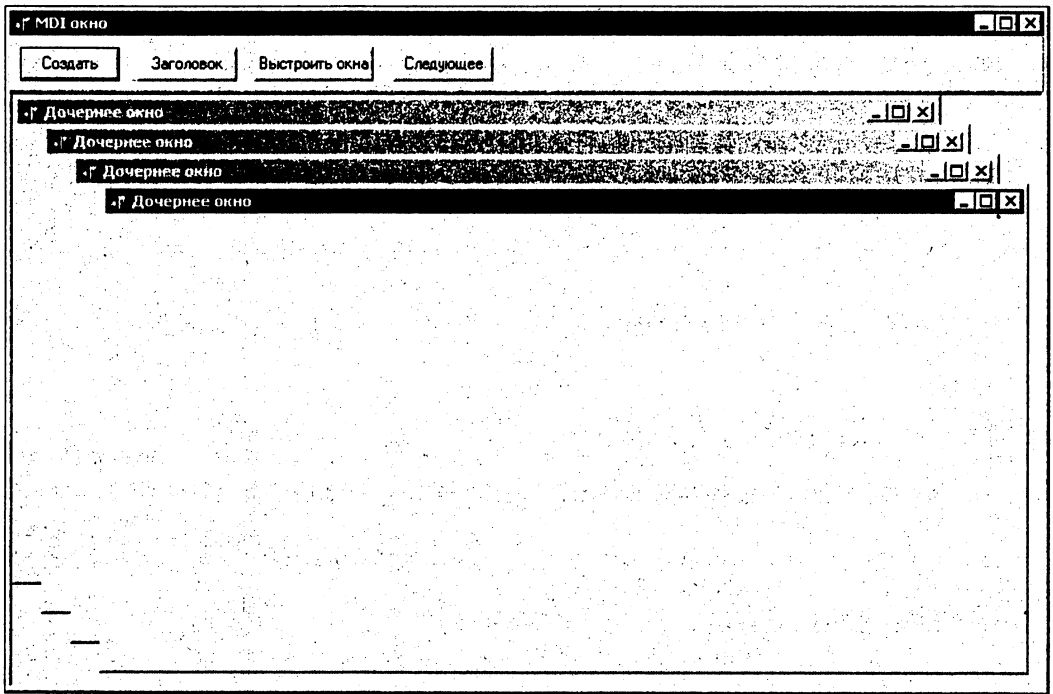 MDI окно
Создать Заголовок Выстроить окна Следующее
Дочернее окно
Дочернее окно
Дочернее окно
Дочернее окно